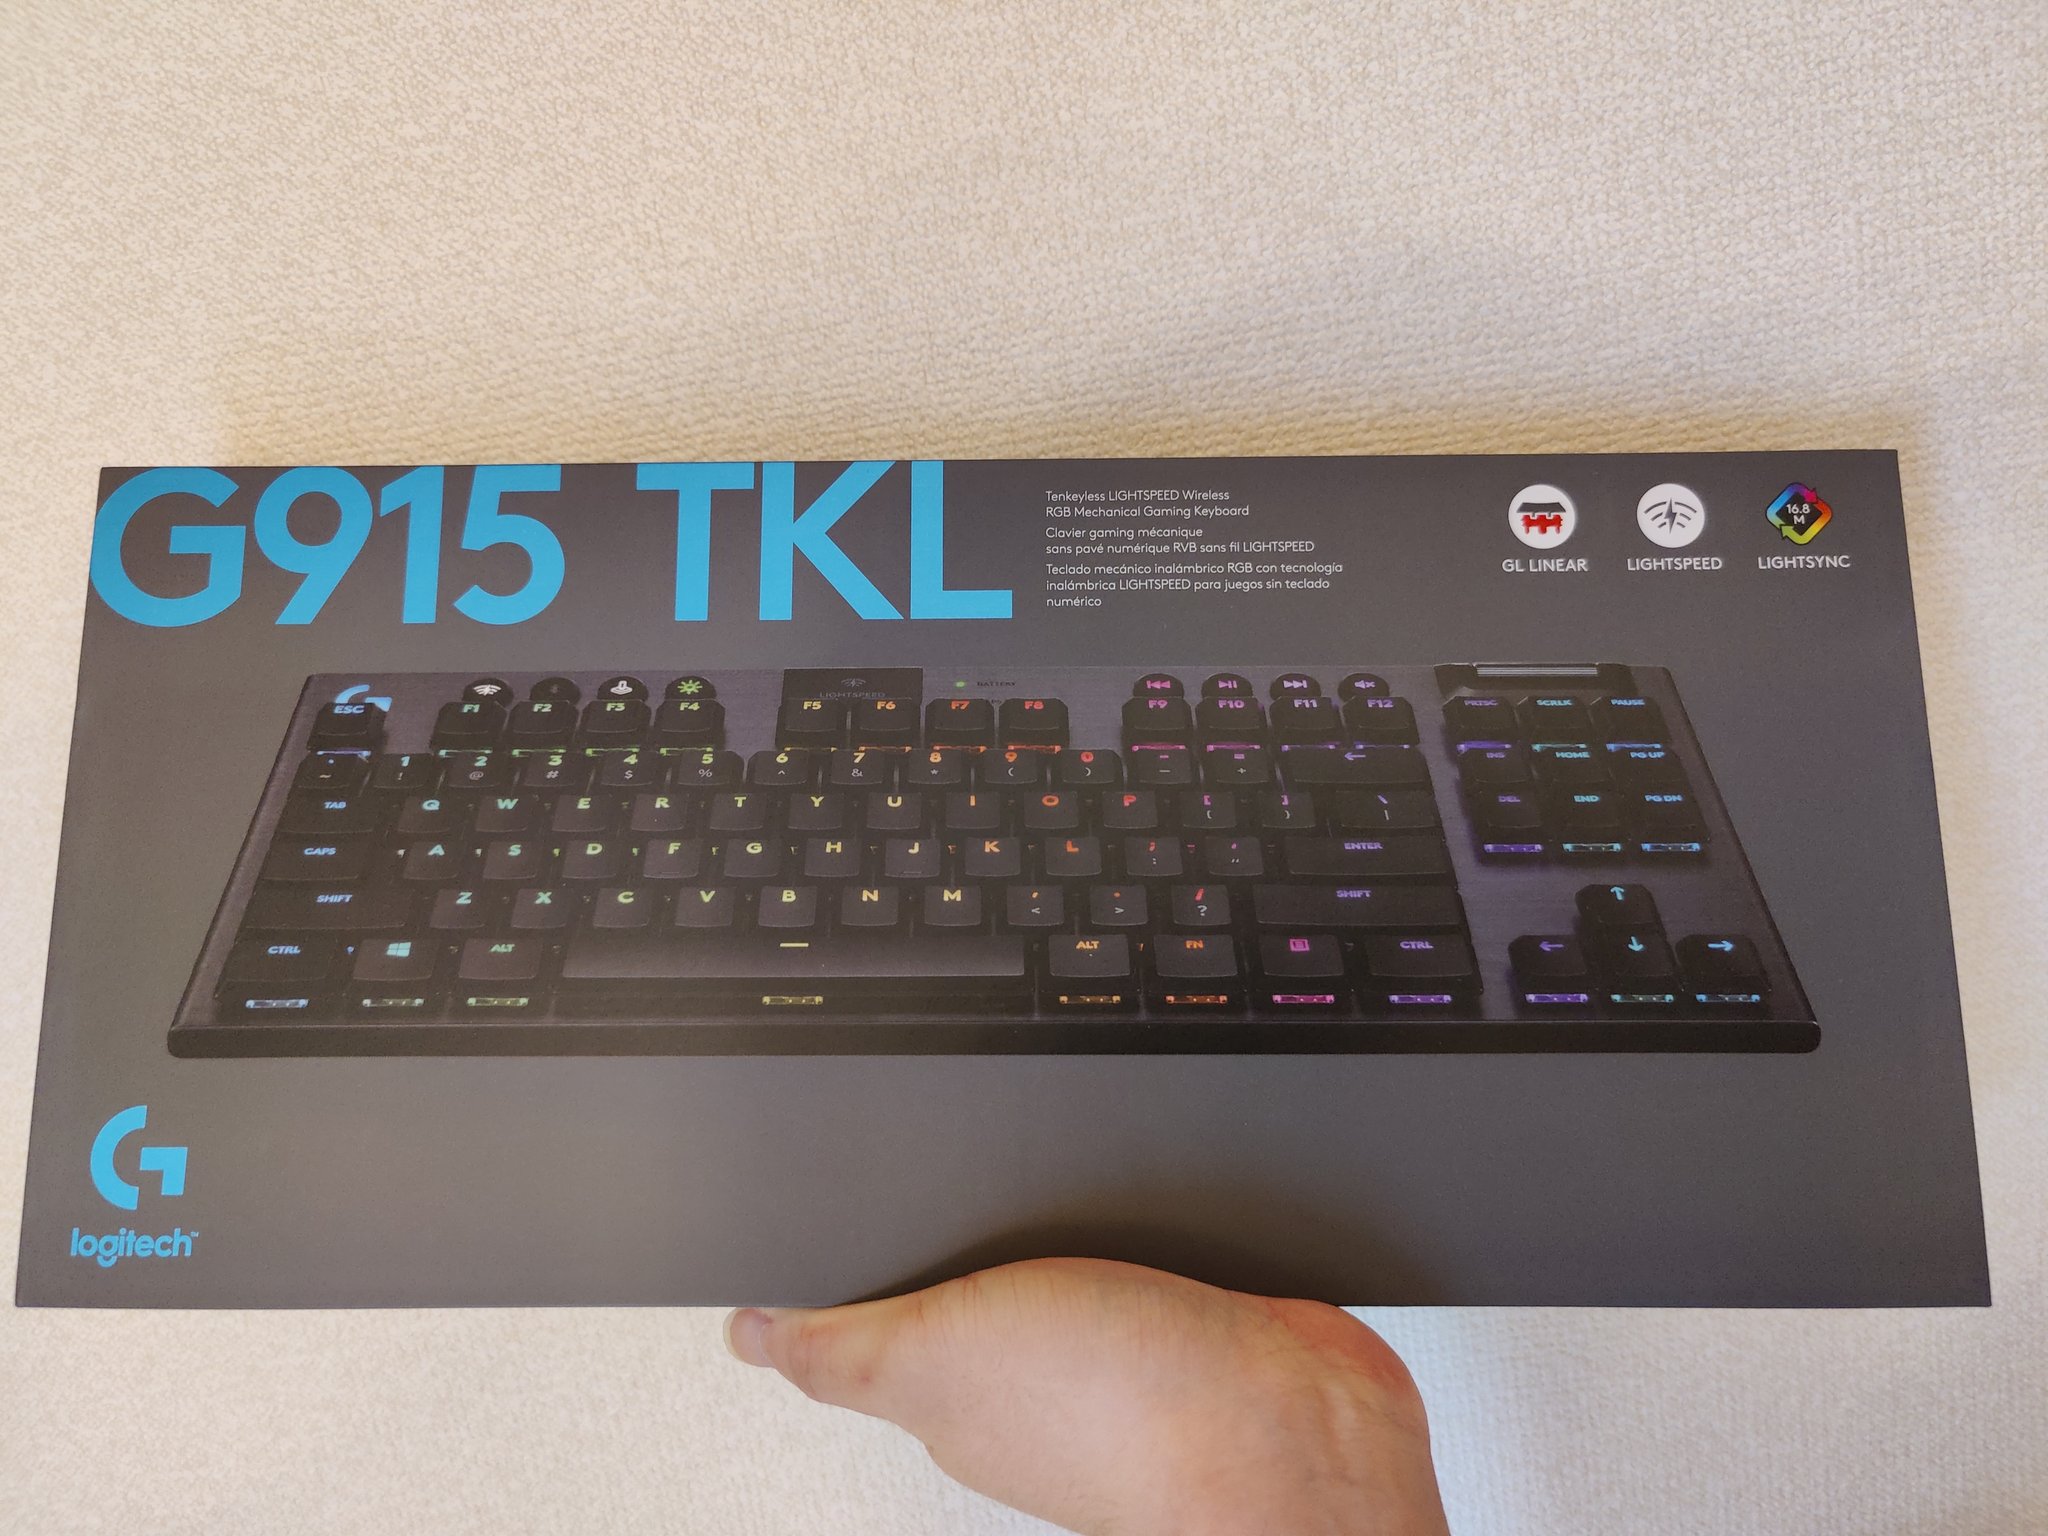 G915 TKL
Tenkeyless LIGHTSPEED Wireless
RGB Mechanical Gaming Keyboard
Clavier gaming mécanique
sans pavé numérique RVB sans fil LIGHTSPEED
Teclado mecánico inalámbrico RGB con tecnología
inalámbrica LIGHTSPEED para juegos sin teclado
numérico
16.8
M
GL LINEAR LIGHTSPEED LIGHTSYNC
LIGHTSPEED BATTERY
ESC F1 F2 F3 F4 F5 F6 F7 F8 F9 F10 F11 F12 PRTSC SCRLK PAUSE
1 2 3 4 5 6 7 8 9 0 - = ← INS HOME PG UP
~ ! @ # $ % ^ & * ( ) _ +
TAB Q W E R T Y U I O P [ ] \ DEL END PG DN
{ } |
CAPS A S D F G H J K L ; ' ENTER
: "
SHIFT Z X C V B N M , . / SHIFT ↑
< > ?
CTRL ALT ALT FN CTRL ← ↓ →
G
logitech™